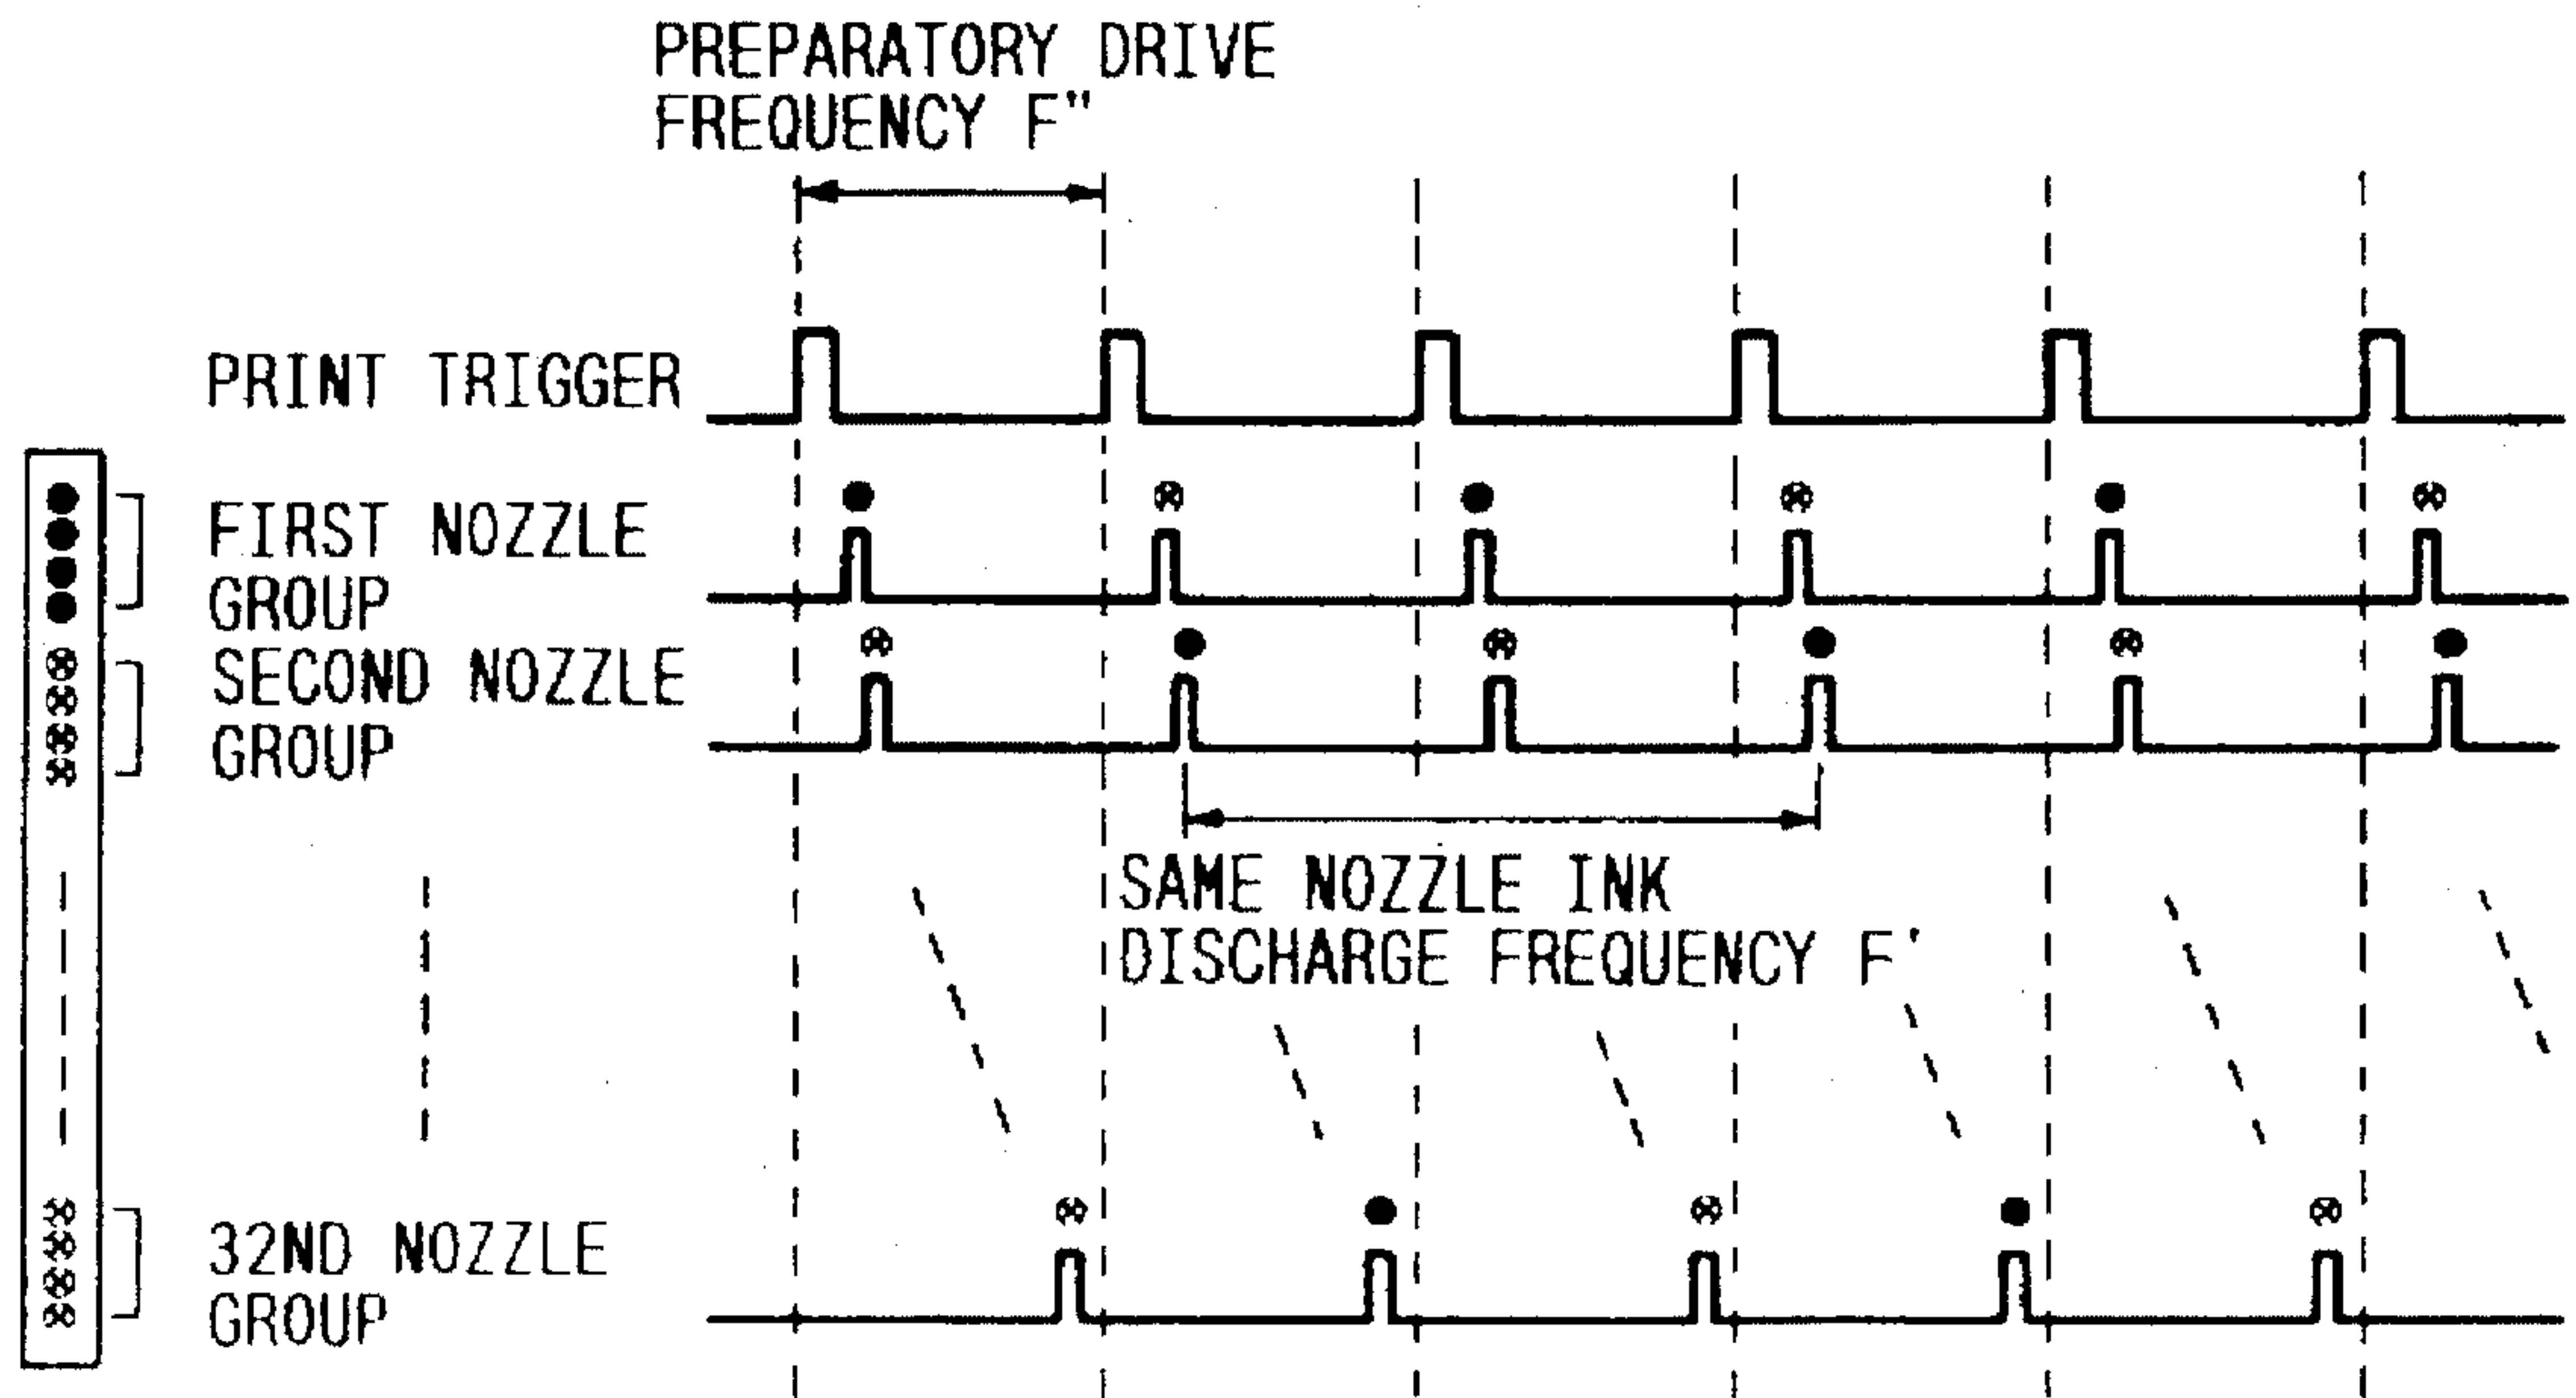 PREPARATORY DRIVE
FREQUENCY F"
PRINT TRIGGER
FIRST NOZZLE
GROUP
SECOND NOZZLE
GROUP
SAME NOZZLE INK
DISCHARGE FREQUENCY F'
32ND NOZZLE
GROUP